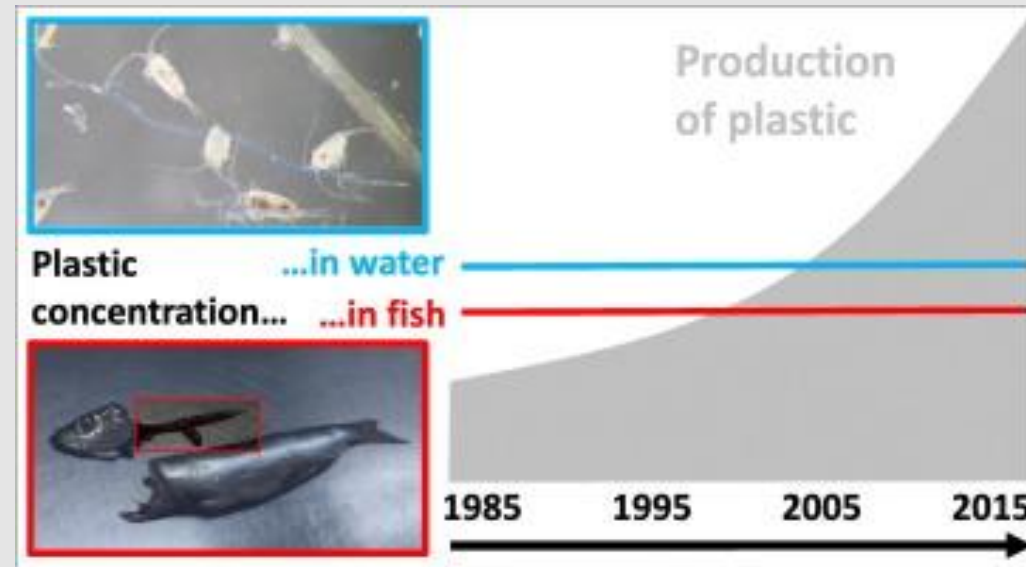 Production
of plastic
Plastic ...in water
concentration... ...in fish
1985 1995 2005 2015